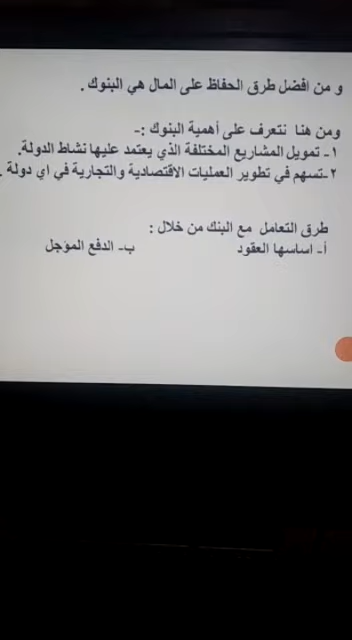 و من افضل طرق الحفاظ على المال هي البنوك .
ومن هنا نتعرف على أهمية البنوك :-
١- تمويل المشاريع المختلفة الذي يعتمد عليها نشاط الدولة.
٢-تسهم في تطوير العمليات الاقتصادية والتجارية في اي دولة .
طرق التعامل مع البنك من خلال :
أ- اساسها العقود ب- الدفع المؤجل